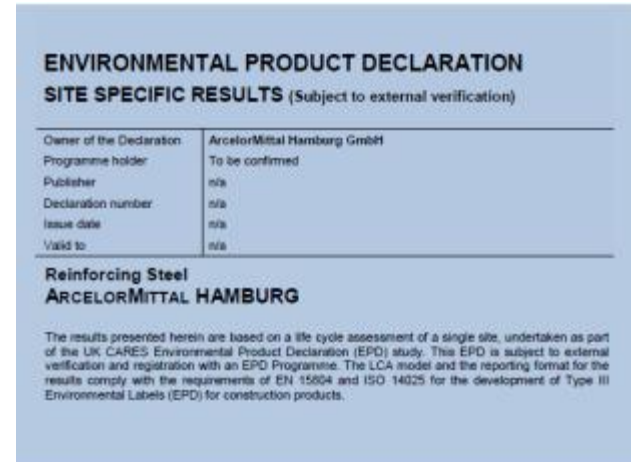 ENVIRONMENTAL PRODUCT DECLARATION
SITE SPECIFIC RESULTS (Subject to external verification)
Owner of the Declaration ArcelorMittal Hamburg GmbH
Programme holder To be confirmed
Publisher n/a
Declaration number n/a
Issue date n/a
Valid to n/a
Reinforcing Steel
ARCELORMITTAL HAMBURG
The results presented herein are based on a life cycle assessment of a single site, undertaken as part
of the UK CARES Environmental Product Declaration (EPD) study. This EPD is subject to external
verification and registration with an EPD Programme. The LCA model and the reporting format for the
results comply with the requirements of EN 15804 and ISO 14025 for the development of Type III
Environmental Labels (EPD) for construction products.